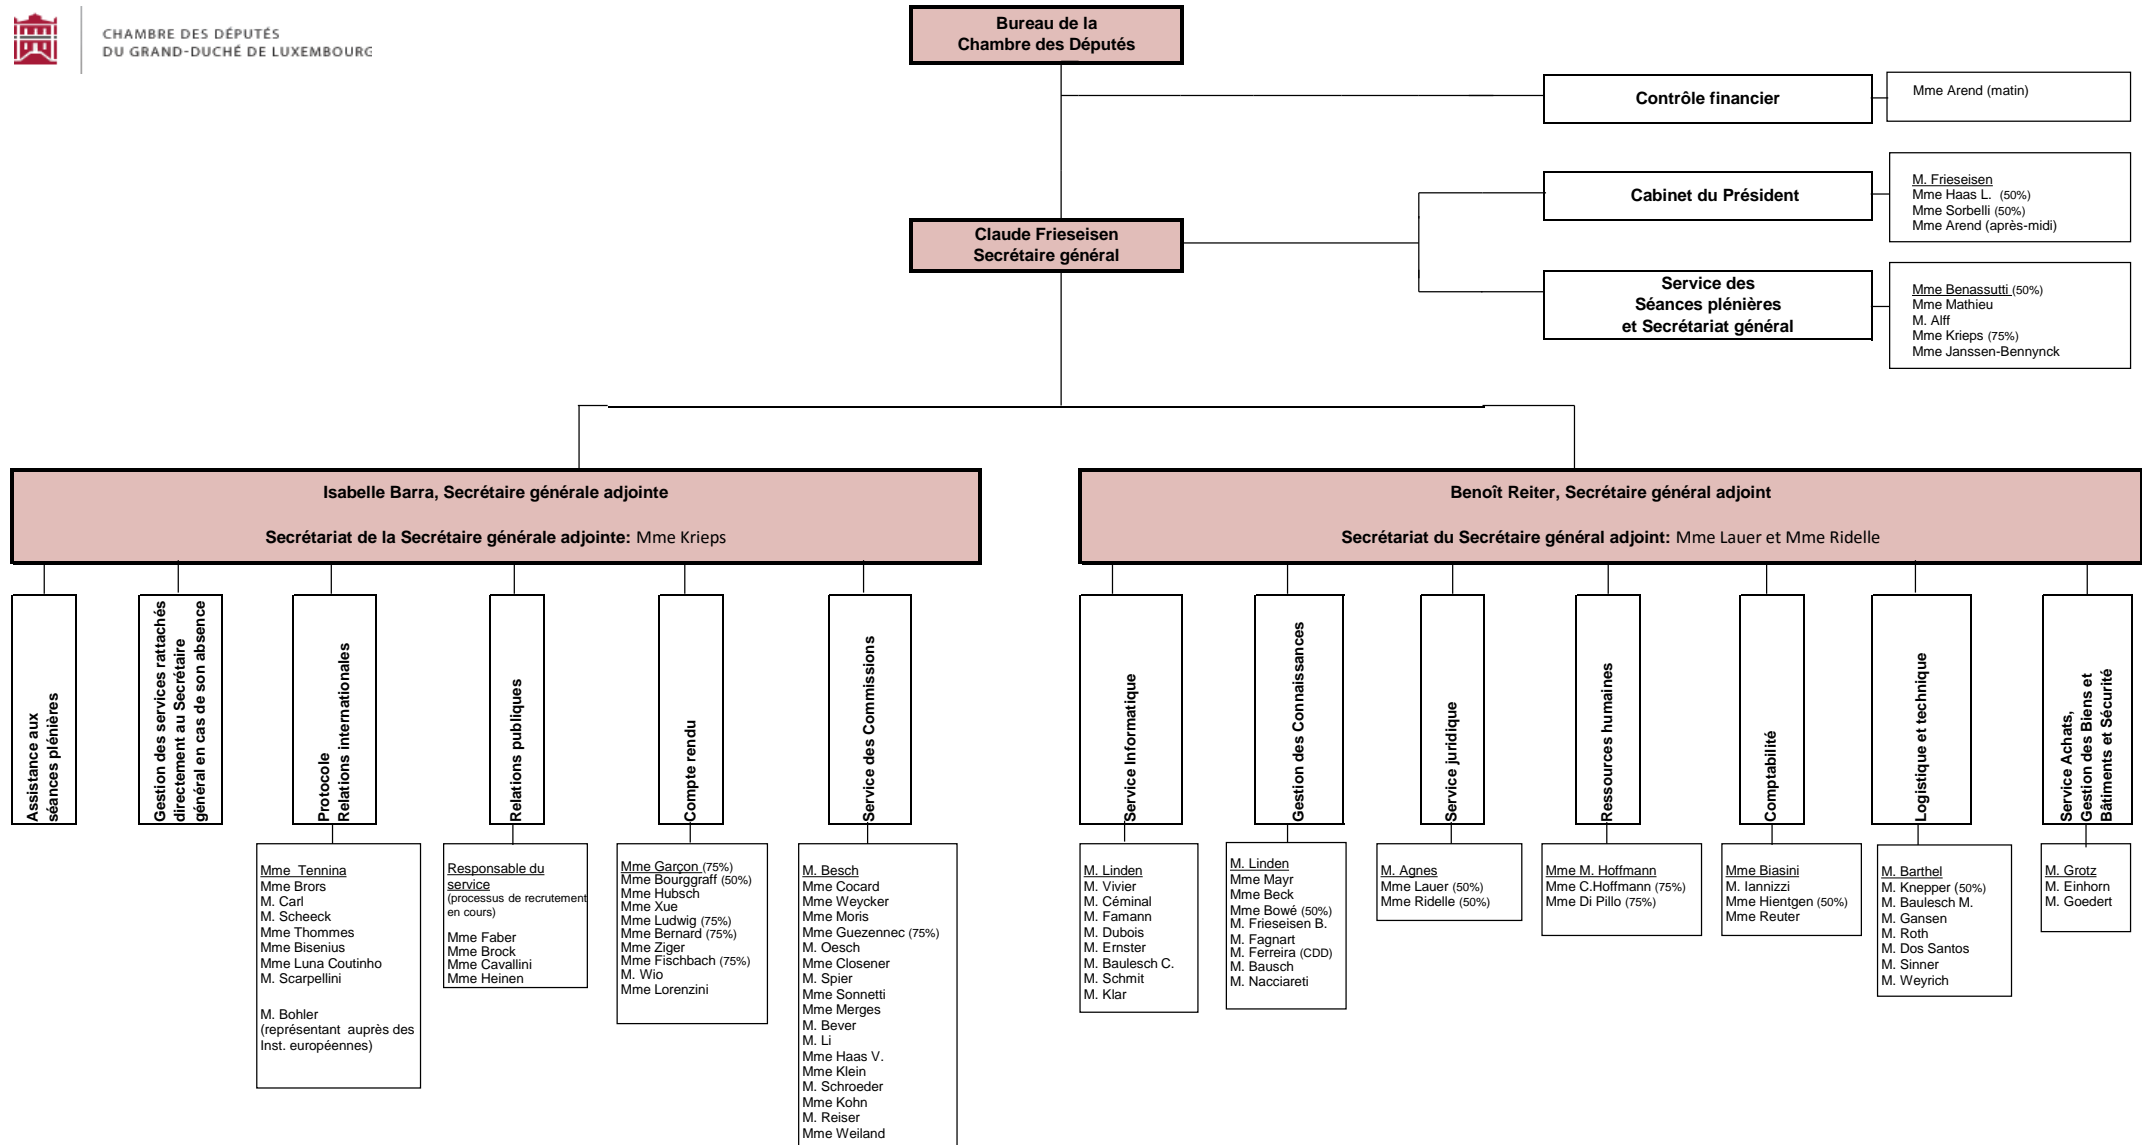 CHAMBRE DES DÉPUTÉS
DU GRAND-DUCHÉ DE LUXEMBOURG
Bureau de la
Chambre des Députés
Contrôle financier
Mme Arend (matin)
Cabinet du Président
M. Frieseisen
Mme Haas L. (50%)
Mme Sorbelli (50%)
Mme Arend (après-midi)
Claude Frieseisen
Secrétaire général
Service des
Séances plénières
et Secrétariat général
Mme Benassutti (50%)
Mme Mathieu
M. Alff
Mme Krieps (75%)
Mme Janssen-Bennynck
Isabelle Barra, Secrétaire générale adjointe
Secrétariat de la Secrétaire générale adjointe: Mme Krieps
Benoît Reiter, Secrétaire général adjoint
Secrétariat du Secrétaire général adjoint: Mme Lauer et Mme Ridelle
Assistance aux
séances plénières
Gestion des services rattachés
directement au Secrétaire
général en cas de son absence
Protocole
Relations internationales
Mme Tennina
Mme Brors
M. Carl
M. Scheeck
Mme Thommes
Mme Bisenius
Mme Luna Coutinho
M. Scarpellini
M. Bohler
(représentant auprès des
Inst. européennes)
Relations publiques
Responsable du
service
(processus de recrutement
en cours)
Mme Faber
Mme Brock
Mme Cavallini
Mme Heinen
Compte rendu
Mme Garçon (75%)
Mme Bourggraff (50%)
Mme Hubsch
Mme Xue
Mme Ludwig (75%)
Mme Bernard (75%)
Mme Ziger
Mme Fischbach (75%)
M. Wio
Mme Lorenzini
Service des Commissions
M. Besch
Mme Cocard
Mme Weycker
Mme Moris
Mme Guezennec (75%)
M. Oesch
Mme Closener
M. Spier
Mme Sonnetti
Mme Merges
M. Bever
M. Li
Mme Haas V.
Mme Klein
M. Schroeder
Mme Kohn
M. Reiser
Mme Weiland
Service Informatique
M. Linden
M. Vivier
M. Céminal
M. Famann
M. Dubois
M. Ernster
M. Baulesch C.
M. Schmit
M. Klar
Gestion des Connaissances
M. Linden
Mme Mayr
Mme Beck
Mme Bowé (50%)
M. Frieseisen B.
M. Fagnart
M. Ferreira (CDD)
M. Bausch
M. Nacciareti
Service juridique
M. Agnes
Mme Lauer (50%)
Mme Ridelle (50%)
Ressources humaines
Mme M. Hoffmann
Mme C.Hoffmann (75%)
Mme Di Pillo (75%)
Comptabilité
Mme Biasini
M. Iannizzi
Mme Hientgen (50%)
Mme Reuter
Logistique et technique
M. Barthel
M. Knepper (50%)
M. Baulesch M.
M. Gansen
M. Roth
M. Dos Santos
M. Sinner
M. Weyrich
Service Achats,
Gestion des Biens et
Bâtiments et Sécurité
M. Grotz
M. Einhorn
M. Goedert